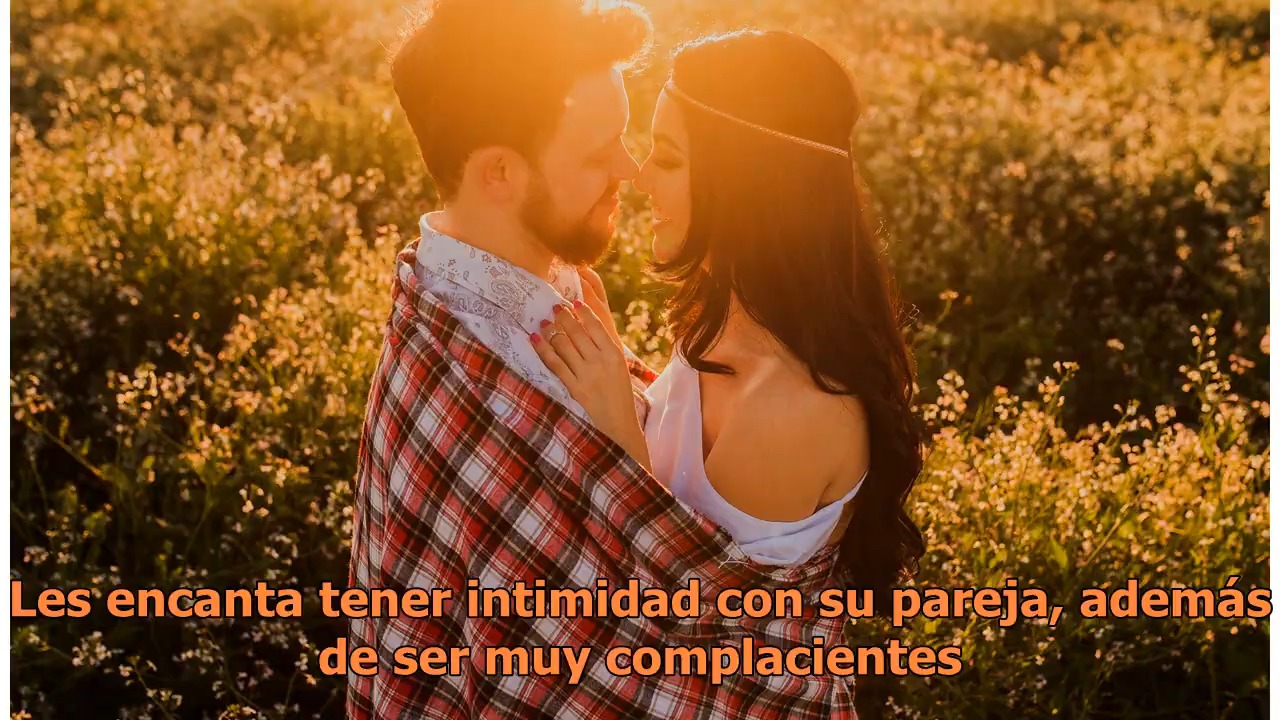 Les encanta tener intimidad con su pareja, además
de ser muy complacientes